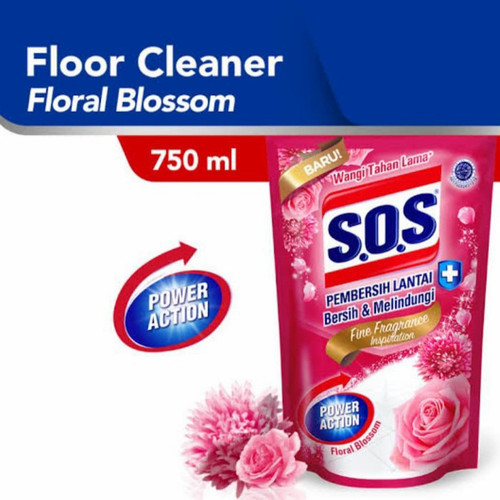 Floor Cleaner
Floral Blossom
750 ml
BARU!
Wangi Tahan Lama*
S.O.S
PEMBERSIH LANTAI
Bersih & Melindungi
Fine Fragrance
Inspiration
POWER
ACTION
POWER
ACTION
Floral Blossom